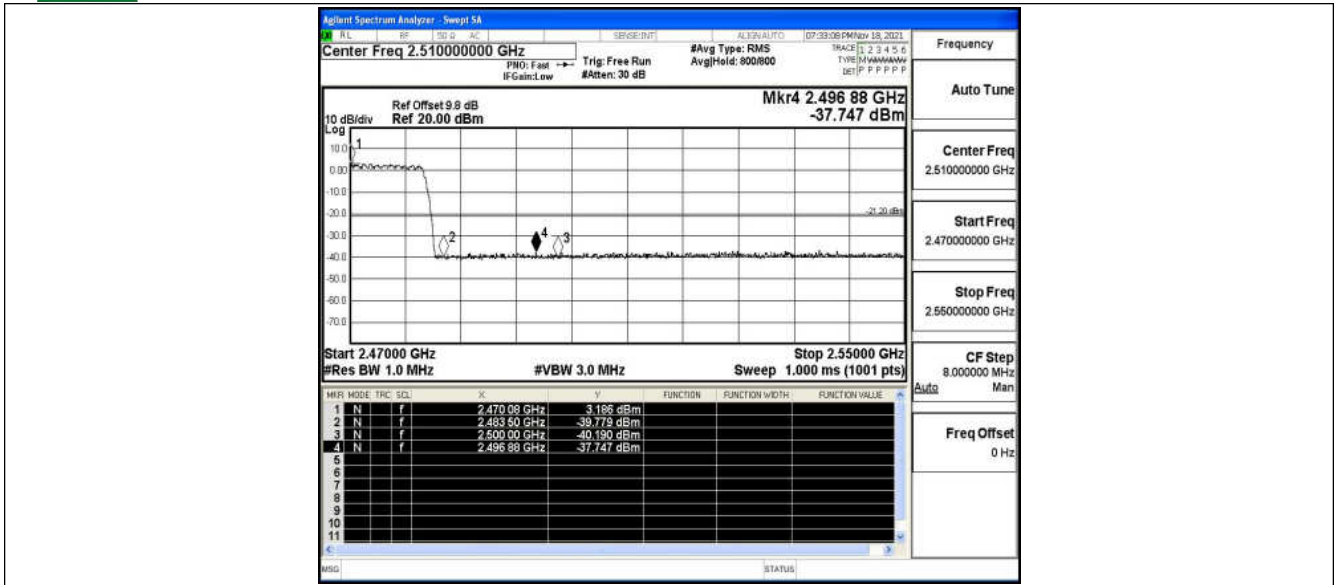 Agilent Spectrum Analyzer - Swept SA
RL RF 50 Ω AC SENSE:INT ALIGN AUTO 07:33:08 PM Nov 18, 2021
Center Freq 2.510000000 GHz
PNO: Fast
IFGain:Low
Trig: Free Run
#Atten: 30 dB
#Avg Type: RMS
Avg|Hold: 800/800
TRACE 1 2 3 4 5 6
TYPE M
DET P P P P P P
Ref Offset 9.8 dB
Ref 20.00 dBm
10 dB/div
Log
Mkr4 2.496 88 GHz
-37.747 dBm
10.0
0.00
-10.0
-20.0
-30.0
-40.0
-50.0
-60.0
-70.0
1
2
4
3
-21.20 dBm
Start 2.47000 GHz
Stop 2.55000 GHz
#Res BW 1.0 MHz
#VBW 3.0 MHz
Sweep 1.000 ms (1001 pts)
MKR MODE TRC SCL X Y FUNCTION FUNCTION WIDTH FUNCTION VALUE
1 N f 2.470 08 GHz 3.186 dBm
2 N f 2.483 50 GHz -39.779 dBm
3 N f 2.500 00 GHz -40.190 dBm
4 N f 2.496 88 GHz -37.747 dBm
5
6
7
8
9
10
11
MSG
STATUS
Frequency
Auto Tune
Center Freq
2.510000000 GHz
Start Freq
2.470000000 GHz
Stop Freq
2.550000000 GHz
CF Step
8.000000 MHz
Auto Man
Freq Offset
0 Hz